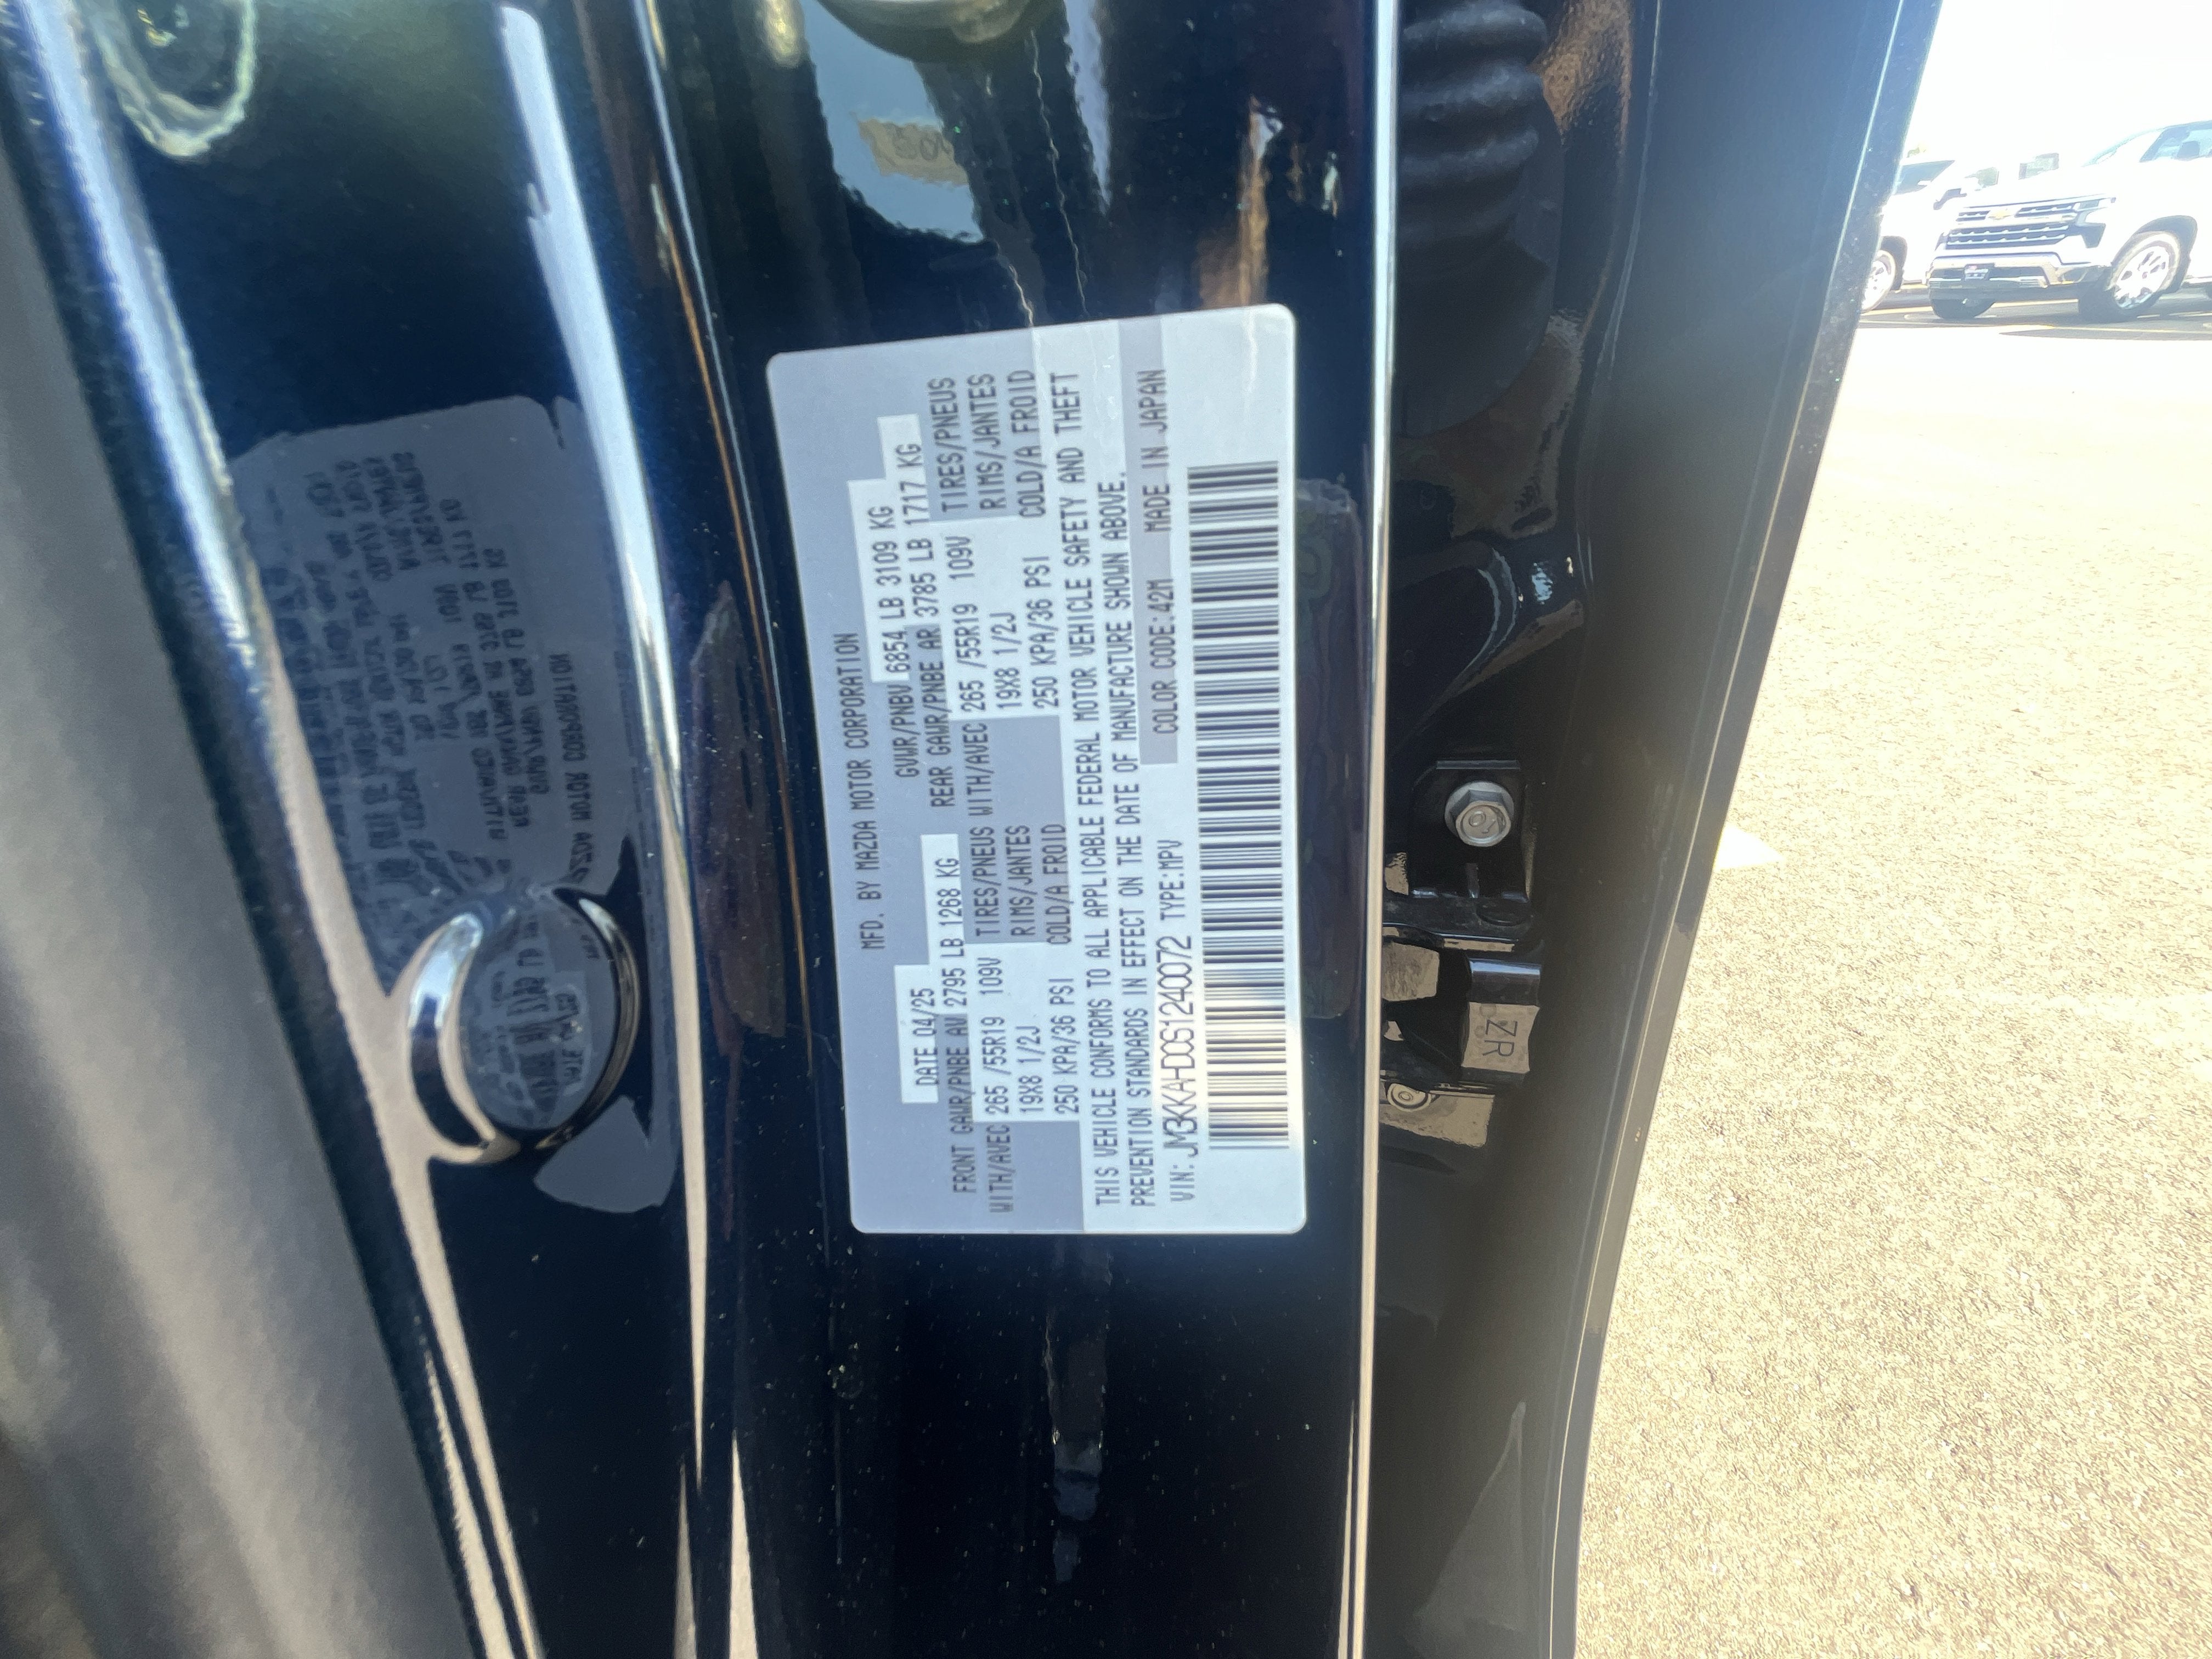 MFD. BY MAZDA MOTOR CORPORATION
DATE 04/25 GVWR/PNBV 6854 LB 3109 KG
FRONT GAWR/PNBE AV 2795 LB 1268 KG REAR GAWR/PNBE AR 3785 LB 1717 KG
WITH/AVEC 265 /55R19 109V TIRES/PNEUS WITH/AVEC 265 /55R19 109V TIRES/PNEUS
19X8 1/2J RIMS/JANTES 19X8 1/2J RIMS/JANTES
250 KPA/36 PSI COLD/A FROID 250 KPA/36 PSI COLD/A FROID
THIS VEHICLE CONFORMS TO ALL APPLICABLE FEDERAL MOTOR VEHICLE SAFETY AND THEFT
PREVENTION STANDARDS IN EFFECT ON THE DATE OF MANUFACTURE SHOWN ABOVE.
VIN: JM3KKAHD0S1240072 TYPE:MPV COLOR CODE:42M MADE IN JAPAN
ZR